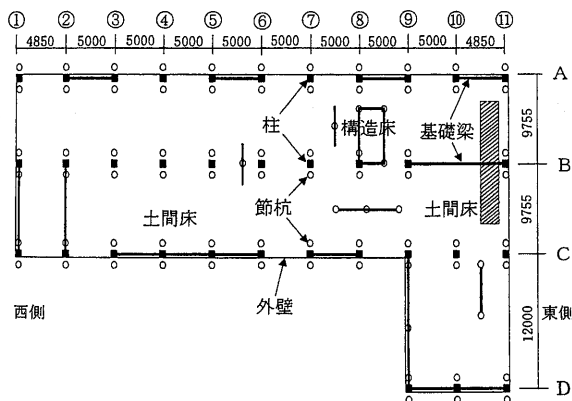 ① ② ③ ④ ⑤ ⑥ ⑦ ⑧ ⑨ ⑩ ⑪
4850 5000 5000 5000 5000 5000 5000 5000 5000 4850
A
柱 構造床 基礎梁
9755
B
節杭
土間床 土間床
9755
C
外壁
西側 東側
12000
D